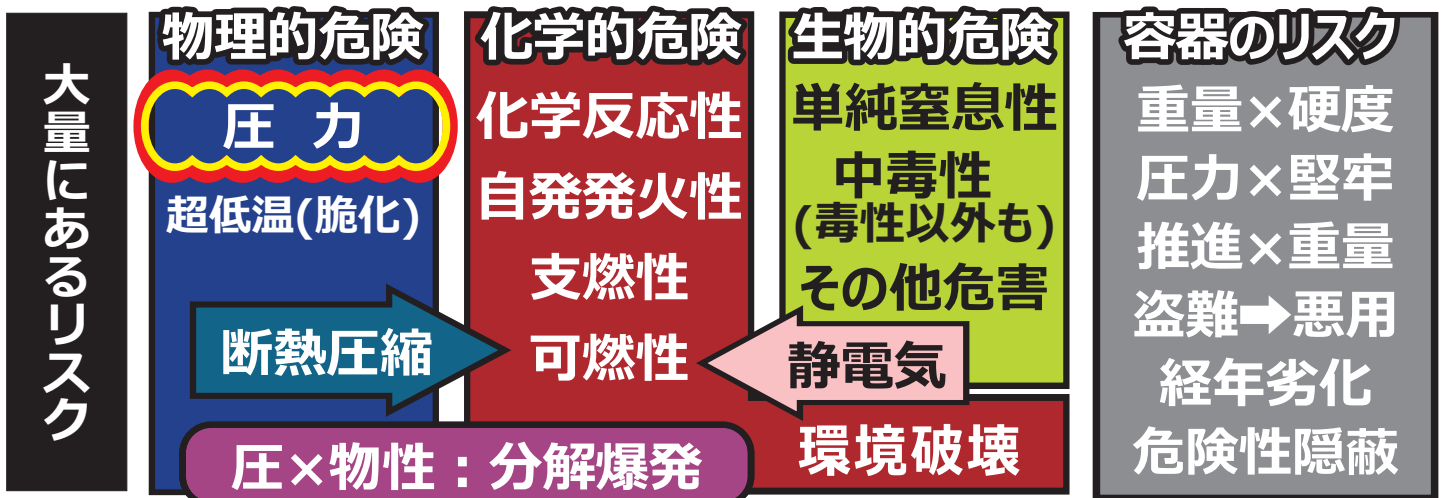 大量にあるリスク
物理的危険
圧力
超低温(脆化)
断熱圧縮
化学的危険
化学反応性
自発発火性
支燃性
可燃性
圧×物性：分解爆発
生物的危険
単純窒息性
中毒性
(毒性以外も)
その他危害
静電気
環境破壊
容器のリスク
重量×硬度
圧力×堅牢
推進×重量
盗難➡悪用
経年劣化
危険性隠蔽